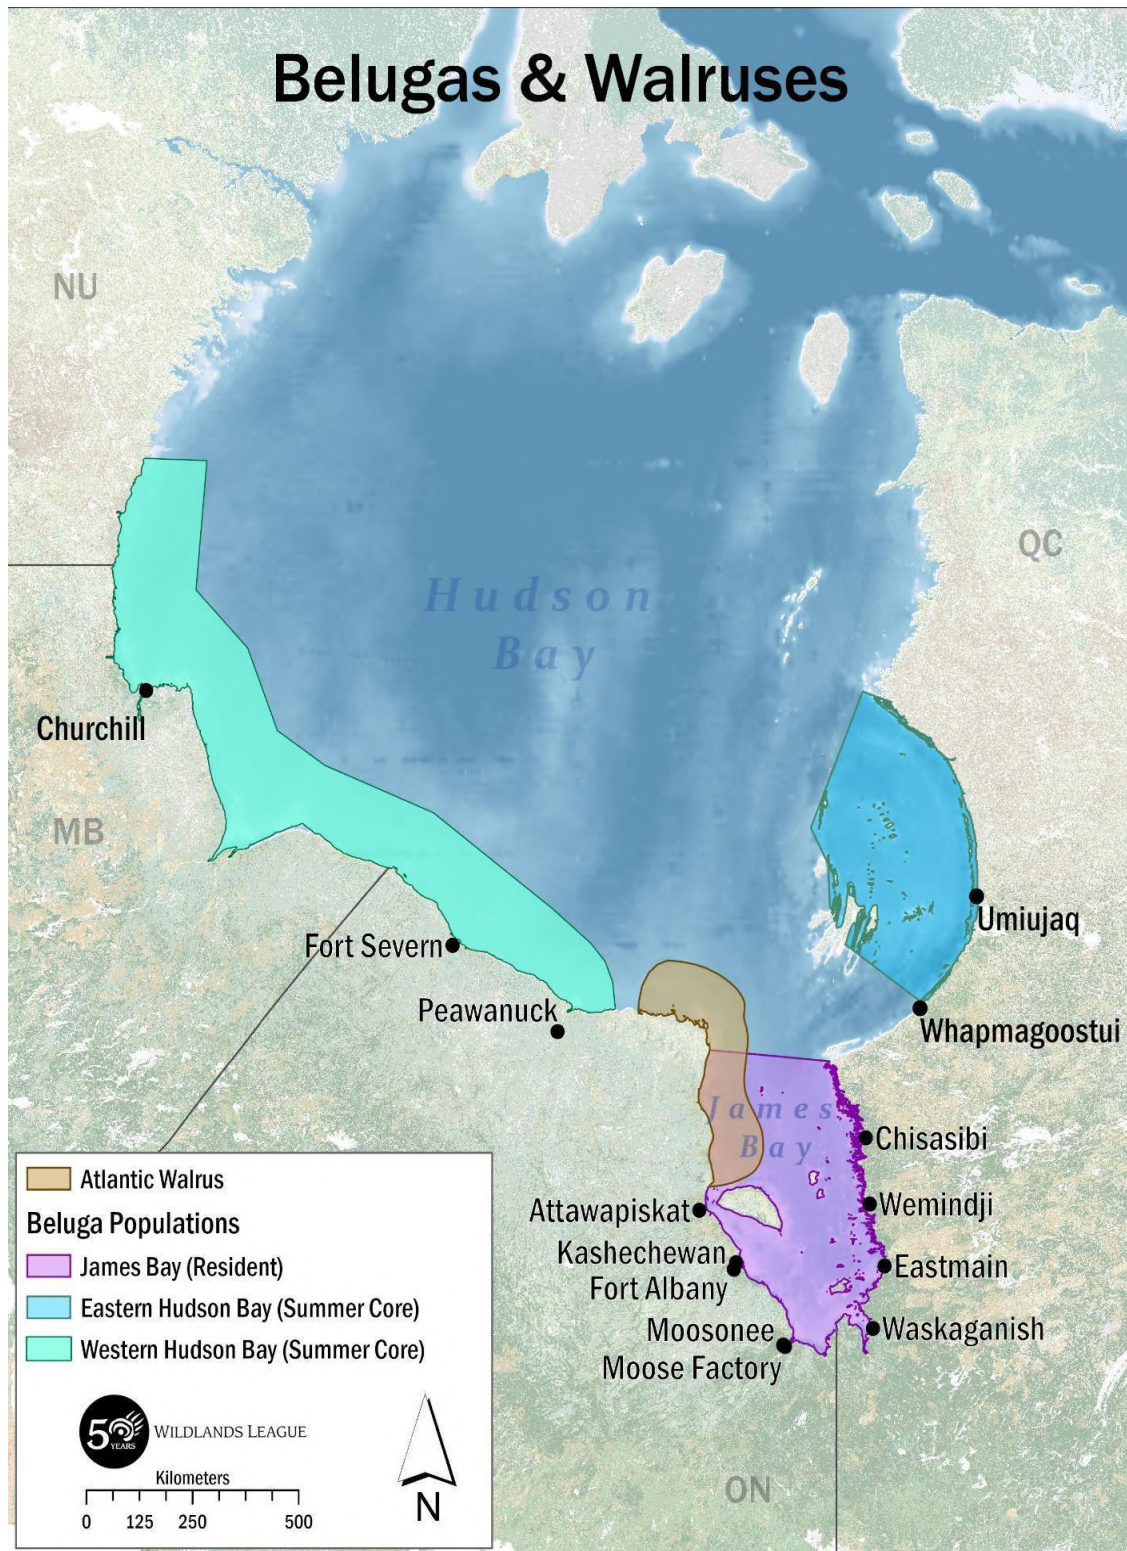 Belugas & Walruses
NU
QC
Hudson
Bay
Churchill
MB
Umiujaq
Fort Severn
Peawanuck
Whapmagoostui
James
Bay
Chisasibi
Attawapiskat
Wemindji
Kashechewan
Fort Albany
Eastmain
Moosonee
Moose Factory
Waskaganish
ON
Atlantic Walrus
Beluga Populations
James Bay (Resident)
Eastern Hudson Bay (Summer Core)
Western Hudson Bay (Summer Core)
50
YEARS
WILDLANDS LEAGUE
Kilometers
0 125 250 500
N